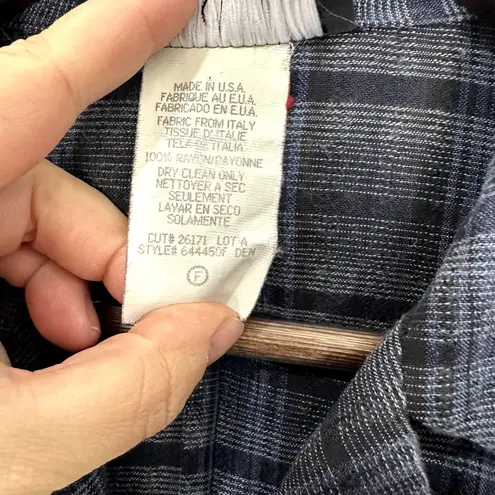 MADE IN U.S.A.
FABRIQUE AU E.U.A.
FABRICADO EN E.U.A.
FABRIC FROM ITALY
TISSUE D'ITALIE
TELA DE ITALIA
100% RAYON/RAYONNE
DRY CLEAN ONLY
NETTOYER A SEC
SEULEMENT
LAVAR EN SECO
SOLAMENTE
CUT# 26171 LOT A
STYLE# 644450F DEN
F